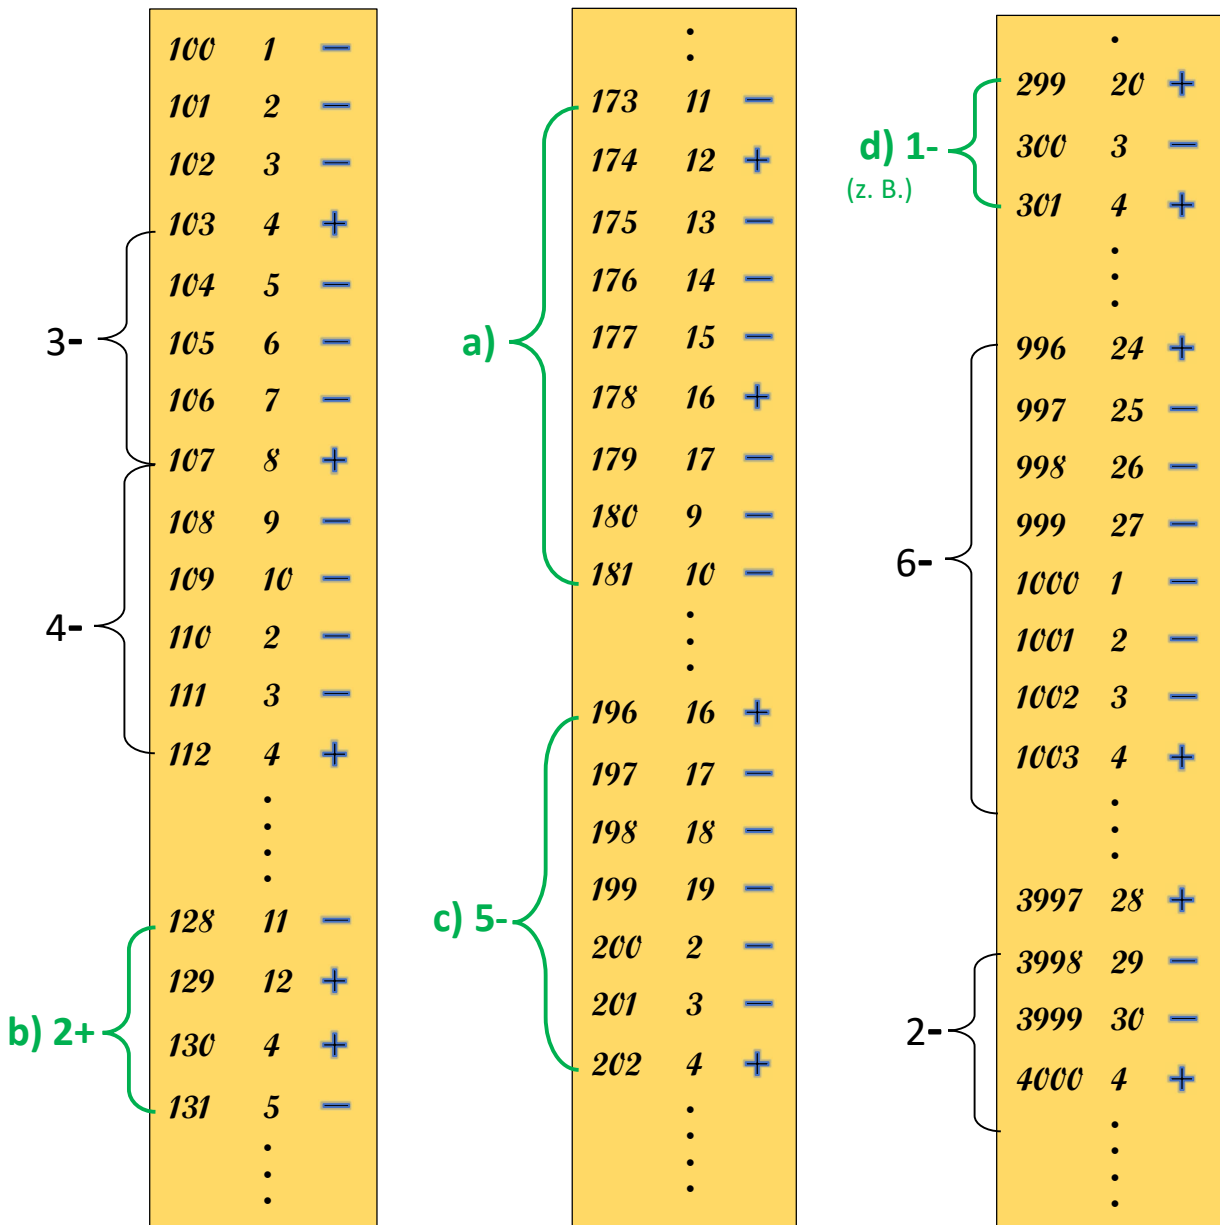 100 1 −
101 2 −
102 3 −
103 4 +
104 5 −
105 6 −
3-
106 7 −
107 8 +
108 9 −
109 10 −
4-
110 2 −
111 3 −
112 4 +
128 11 −
129 12 +
b) 2+
130 4 +
131 5 −
173 11 −
174 12 +
175 13 −
176 14 −
a)
177 15 −
178 16 +
179 17 −
180 9 −
181 10 −
196 16 +
197 17 −
198 18 −
199 19 −
c) 5-
200 2 −
201 3 −
202 4 +
299 20 +
d) 1-
(z. B.)
300 3 −
301 4 +
996 24 +
997 25 −
998 26 −
999 27 −
6-
1000 1 −
1001 2 −
1002 3 −
1003 4 +
3997 28 +
3998 29 −
3999 30 −
2-
4000 4 +